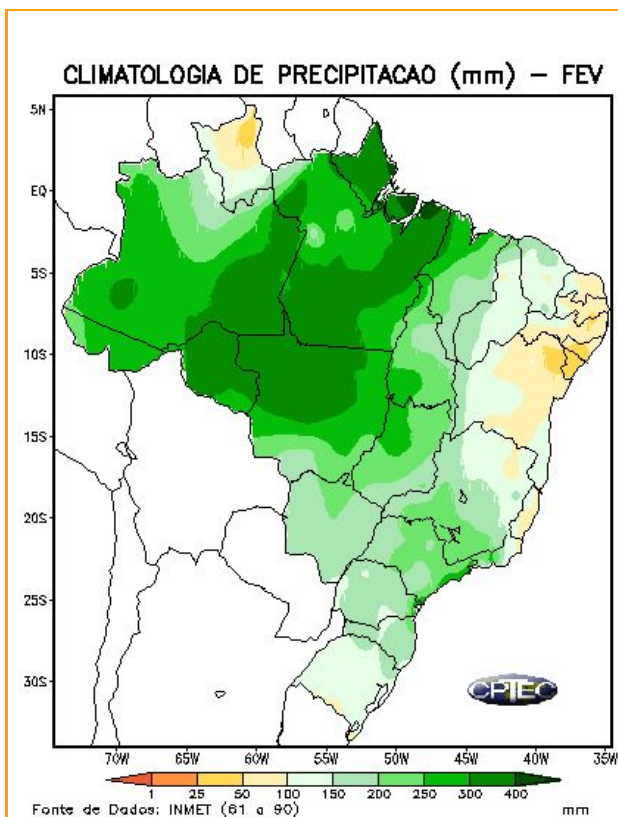 CLIMATOLOGIA DE PRECIPITACAO (mm) – FEV
5N
EQ
5S
10S
15S
20S
25S
30S
CPTEC
70W 65W 60W 55W 50W 45W 40W 35W
1 25 50 100 150 200 250 300 400
Fonte de Dados: INMET (61 a 90) mm